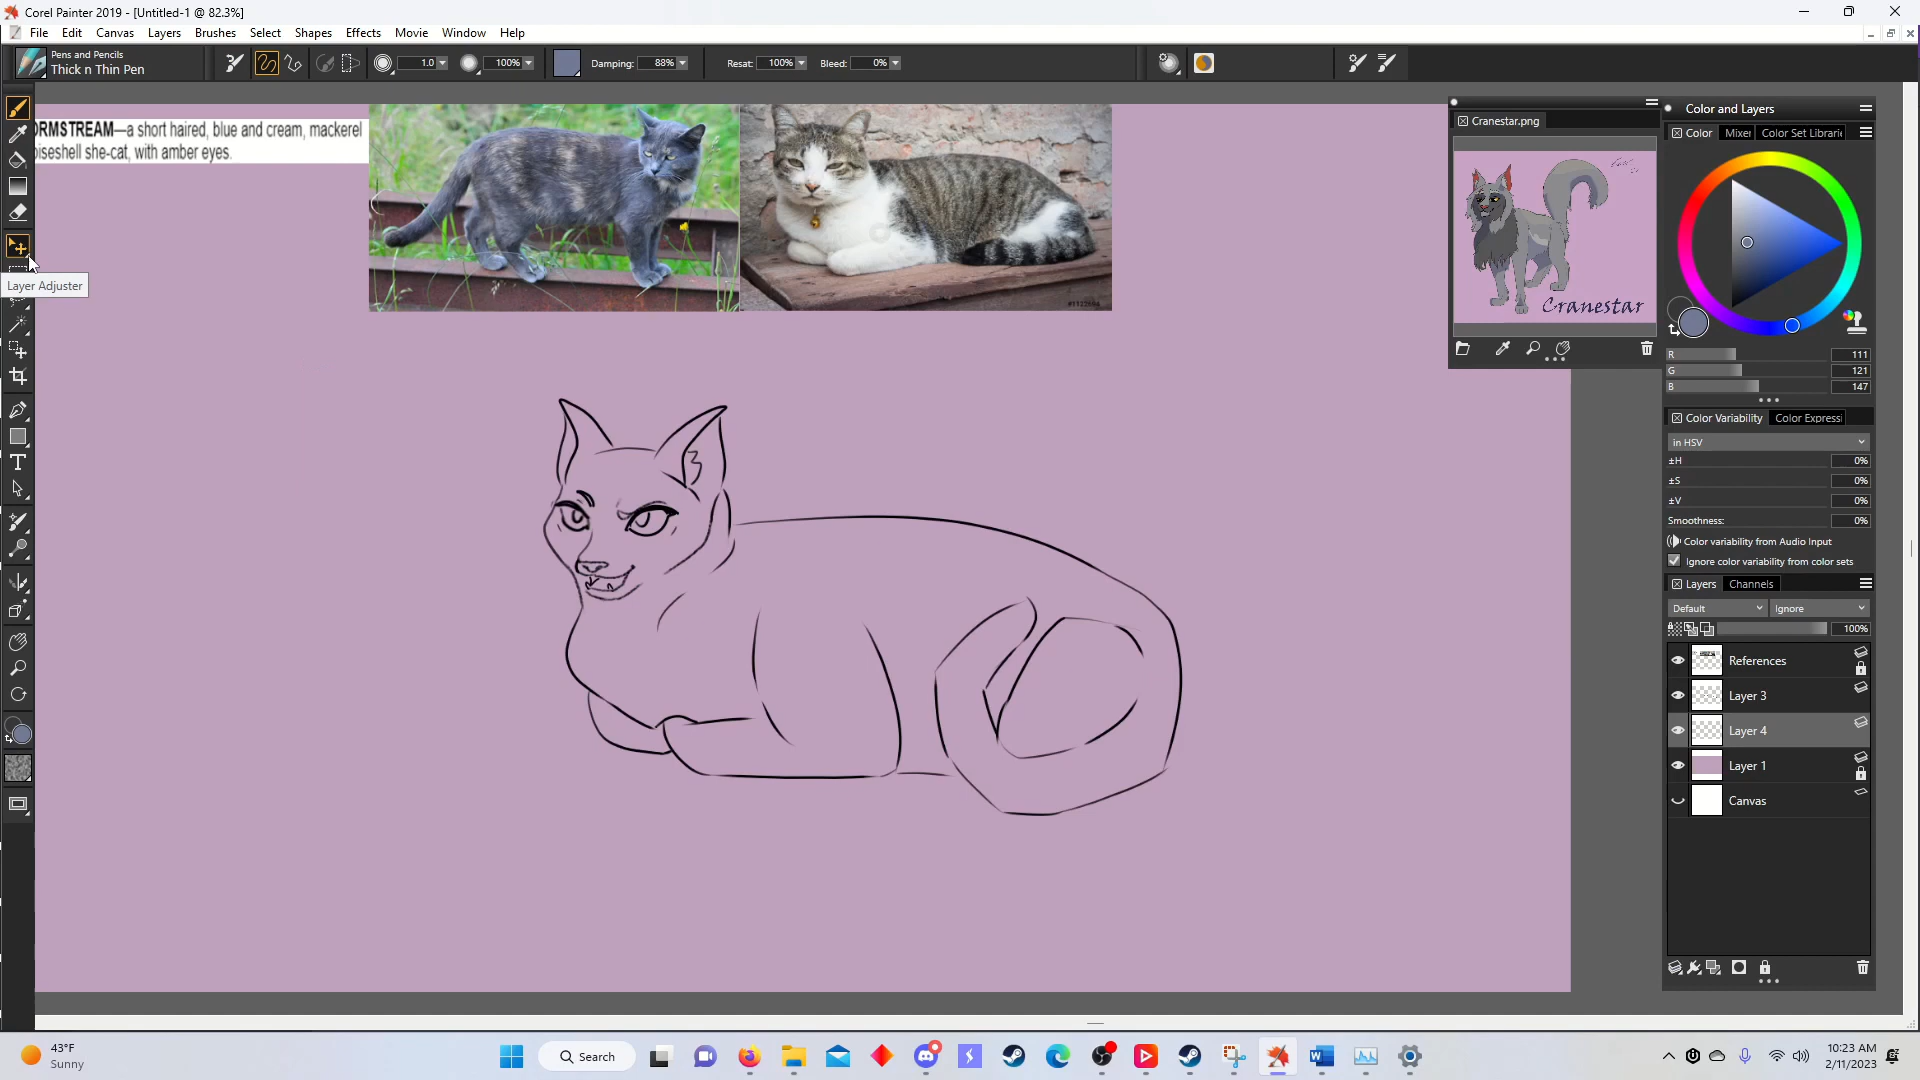 Corel Painter 2019 - [Untitled-1 @ 82.3%]
File Edit Canvas Layers Brushes Select Shapes Effects Movie Window Help
Pens and Pencils
Thick n Thin Pen
1.0
100%
Damping: 88%
Resat: 100%
Bleed: 0%
ORMSTREAM—a short haired, blue and cream, mackerel
oiseshell she-cat, with amber eyes.
Layer Adjuster
Cranestar.png
Cranestar
Color and Layers
Color Mixer Color Set Librarie
R 111
G 121
B 147
Color Variability Color Expressi
in HSV
±H 0%
±S 0%
±V 0%
Smoothness: 0%
Color variability from Audio Input
Ignore color variability from color sets
Layers Channels
Default Ignore
100%
References
Layer 3
Layer 4
Layer 1
Canvas
43°F
Sunny
Search
10:23 AM
2/11/2023